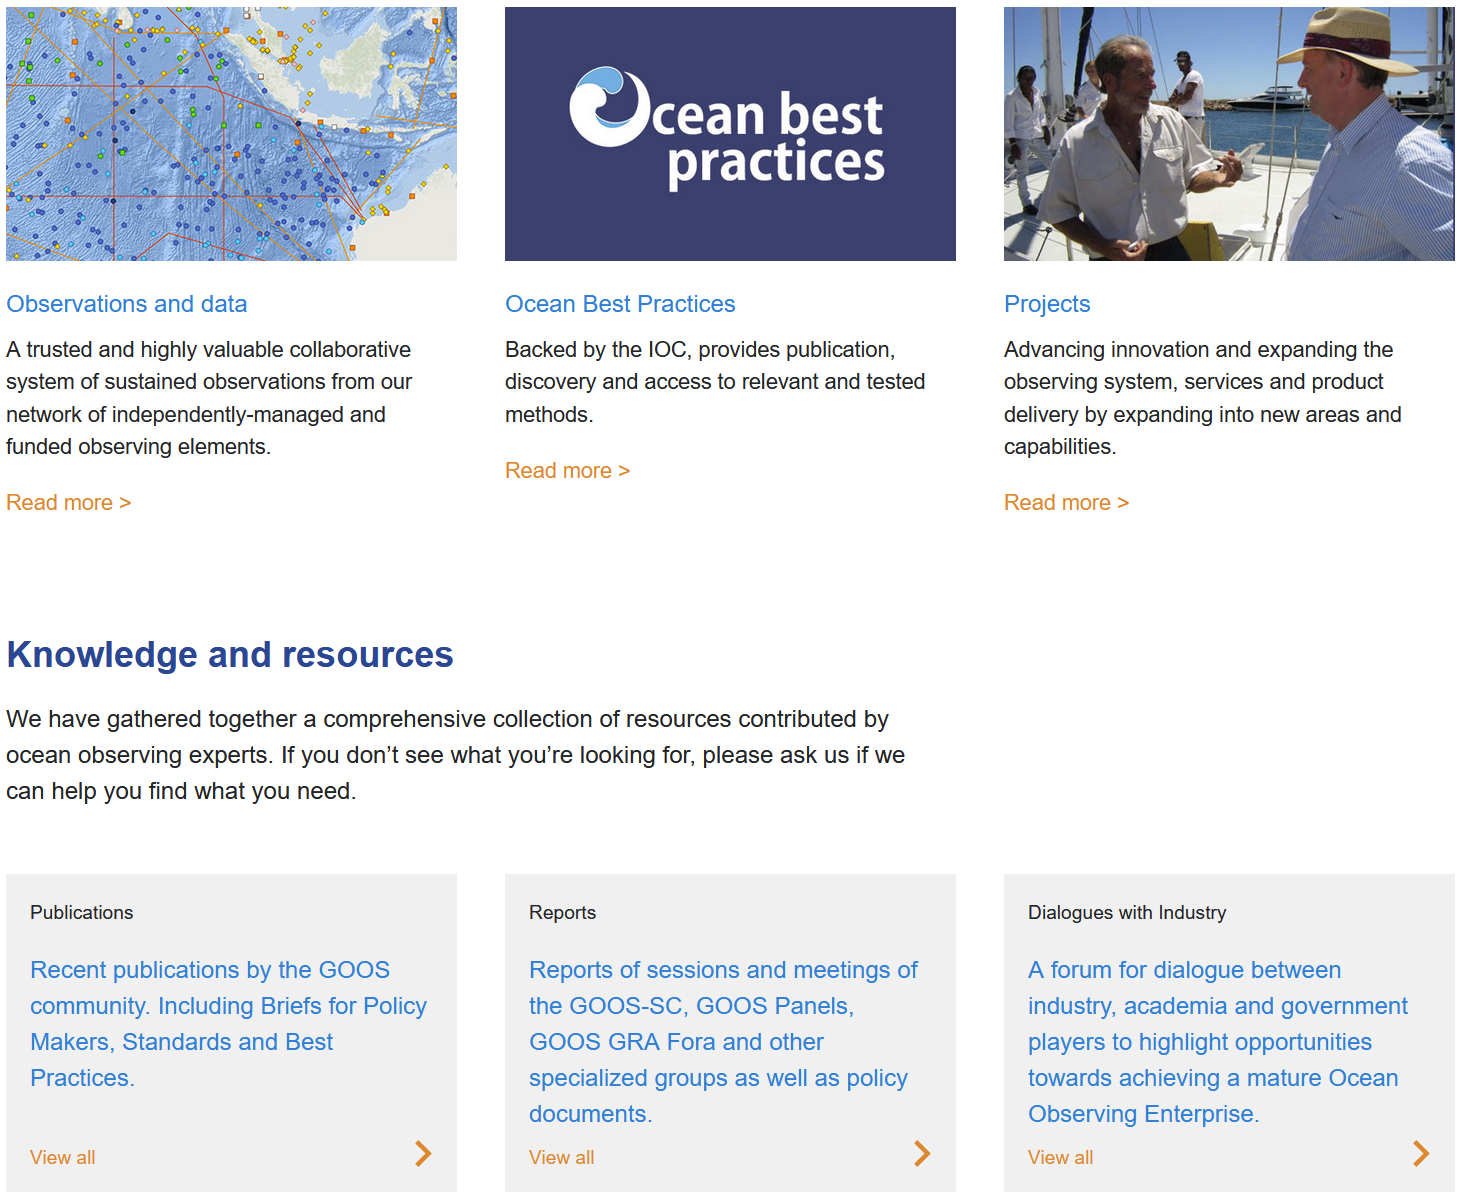 Ocean best
practices
Observations and data
A trusted and highly valuable collaborative
system of sustained observations from our
network of independently-managed and
funded observing elements.
Read more >
Ocean Best Practices
Backed by the IOC, provides publication,
discovery and access to relevant and tested
methods.
Read more >
Projects
Advancing innovation and expanding the
observing system, services and product
delivery by expanding into new areas and
capabilities.
Read more >
Knowledge and resources
We have gathered together a comprehensive collection of resources contributed by
ocean observing experts. If you don’t see what you’re looking for, please ask us if we
can help you find what you need.
Publications
Recent publications by the GOOS
community. Including Briefs for Policy
Makers, Standards and Best
Practices.
View all
Reports
Reports of sessions and meetings of
the GOOS-SC, GOOS Panels,
GOOS GRA Fora and other
specialized groups as well as policy
documents.
View all
Dialogues with Industry
A forum for dialogue between
industry, academia and government
players to highlight opportunities
towards achieving a mature Ocean
Observing Enterprise.
View all